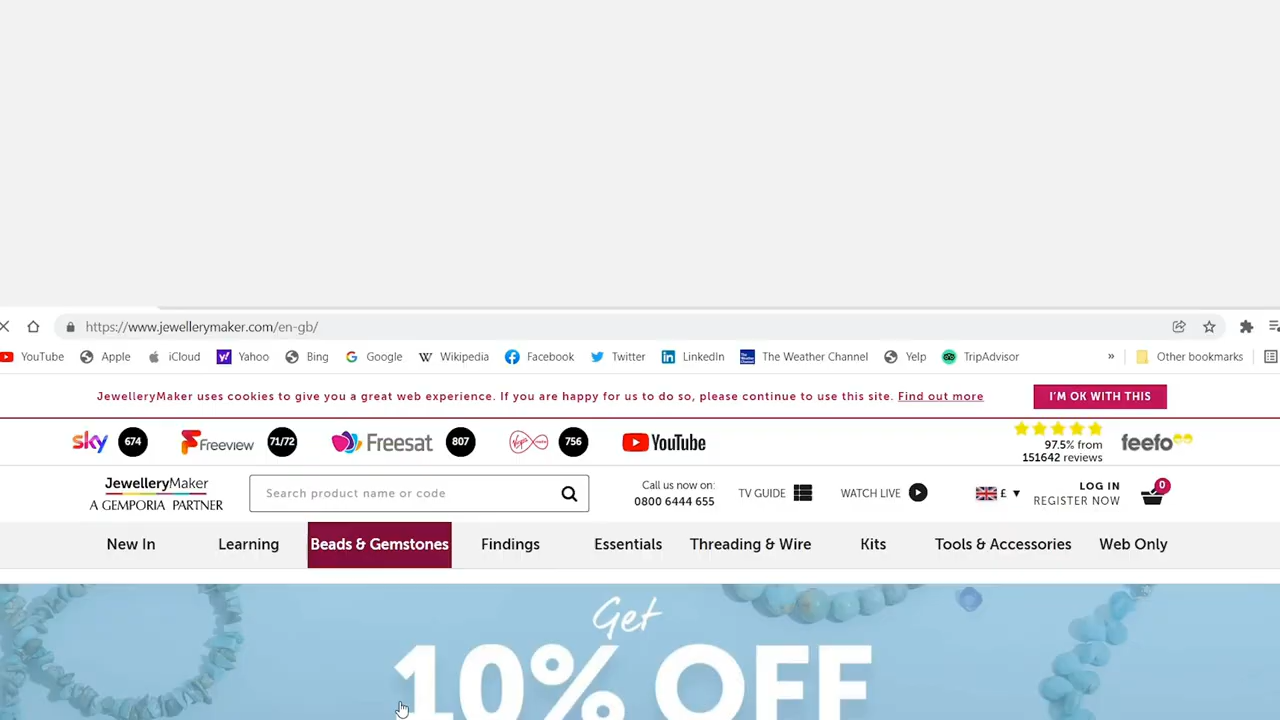 https://www.jewellerymaker.com/en-gb/
YouTube Apple iCloud Yahoo Bing Google Wikipedia Facebook Twitter LinkedIn The Weather Channel Yelp TripAdvisor » Other bookmarks
JewelleryMaker uses cookies to give you a great web experience. If you are happy for us to do so, please continue to use this site. Find out more I'M OK WITH THIS
sky 674 Freeview 71/72 Freesat 807 Virgin media 756 YouTube 97.5% from feefo
151642 reviews
JewelleryMaker
A GEMPORIA PARTNER
Search product name or code
Call us now on:
0800 6444 655
TV GUIDE WATCH LIVE £ ▼ LOG IN 0
REGISTER NOW
New In Learning Beads & Gemstones Findings Essentials Threading & Wire Kits Tools & Accessories Web Only
Get
10% OFF